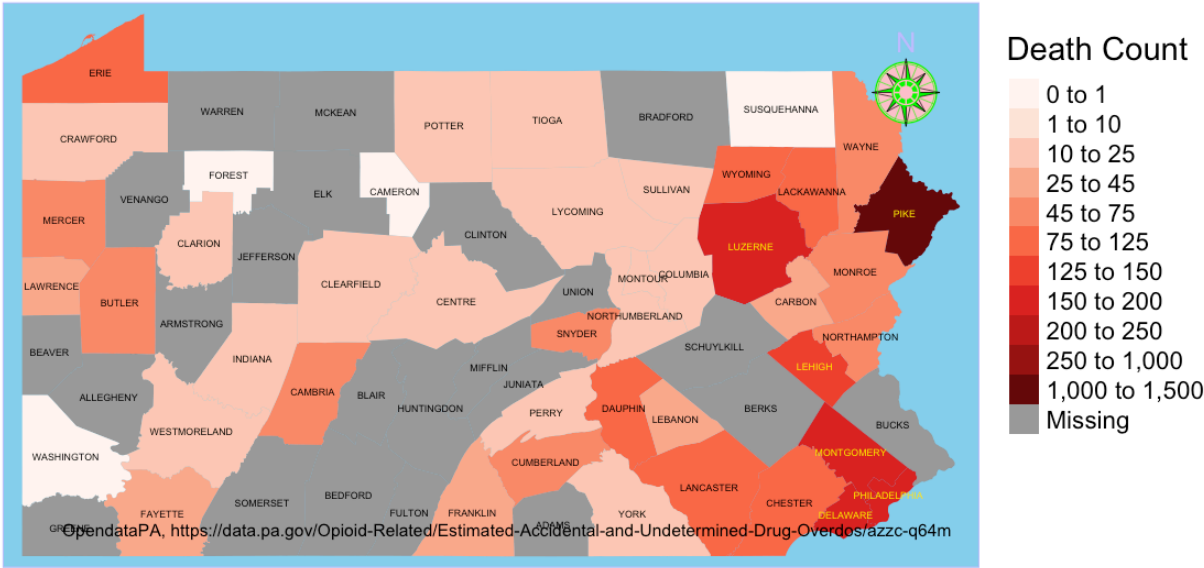 N
Death Count
ERIE
WARREN
MCKEAN
POTTER
TIOGA
BRADFORD
SUSQUEHANNA
0 to 1
1 to 10
CRAWFORD
WAYNE
10 to 25
FOREST
CAMERON
WYOMING
LACKAWANNA
25 to 45
VENANGO
ELK
SULLIVAN
MERCER
LYCOMING
PIKE
45 to 75
CLARION
CLINTON
LUZERNE
75 to 125
JEFFERSON
LAWRENCE
BUTLER
CLEARFIELD
CENTRE
MONTOUR
COLUMBIA
MONROE
125 to 150
UNION
CARBON
150 to 200
ARMSTRONG
NORTHUMBERLAND
SNYDER
NORTHAMPTON
200 to 250
BEAVER
INDIANA
MIFFLIN
SCHUYLKILL
LEHIGH
250 to 1,000
ALLEGHENY
CAMBRIA
BLAIR
HUNTINGDON
JUNIATA
1,000 to 1,500
WESTMORELAND
PERRY
DAUPHIN
LEBANON
BERKS
BUCKS
Missing
WASHINGTON
CUMBERLAND
MONTGOMERY
SOMERSET
BEDFORD
LANCASTER
CHESTER
PHILADELPHIA
GREENE
FAYETTE
FULTON
FRANKLIN
ADAMS
YORK
DELAWARE
OpendataPA, https://data.pa.gov/Opioid-Related/Estimated-Accidental-and-Undetermined-Drug-Overdos/azzc-q64m